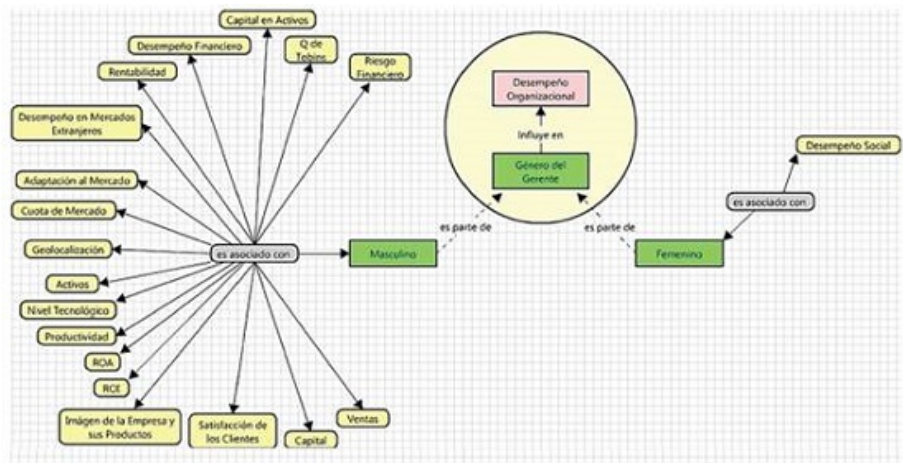 Capital en Activos
Desempeño Financiero
Q de
Tobins
Rentabilidad
Riesgo
Financiero
Desempeño en Mercados
Extranjeros
Adaptación al Mercado
Cuota de Mercado
Geolocalización
Activos
Nivel Tecnológico
Productividad
ROA
ROE
Imágen de la Empresa y
sus Productos
Satisfacción de
los Clientes
Capital
Ventas
es asociado con
Masculino
es parte de
Desempeño
Organizacional
Influye en
Género del
Gerente
es parte de
Femenino
es asociado con
Desempeño Social